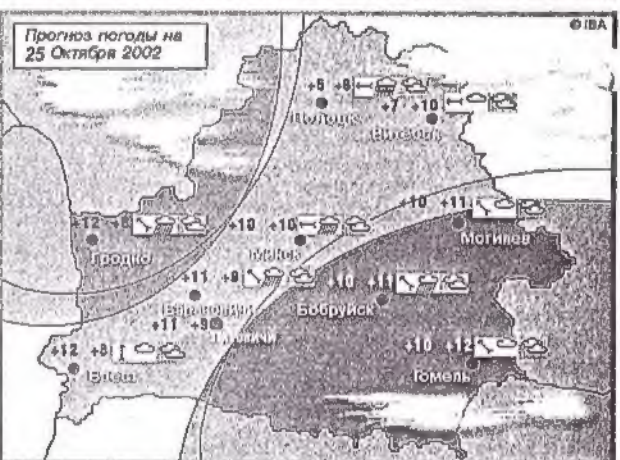 Прогноз погоды на
25 Октября 2002
© IBA
+5 +8
Полоцк
+7 +10
Витебск
+10 +11
Могилев
+12 +8
Гродно
+10 +10
Минск
+11 +9
Барановичи
+10 +11
Бобруйск
+11 +9
+10 +12
Гомель
+12 +8
Брест